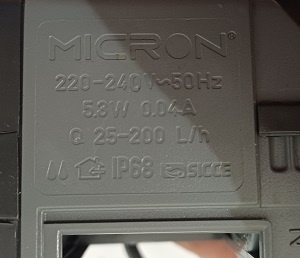 MICRON®
220-240V~50Hz
5.3W 0.04A
Q 25-200 L/h
IP68 SICCE